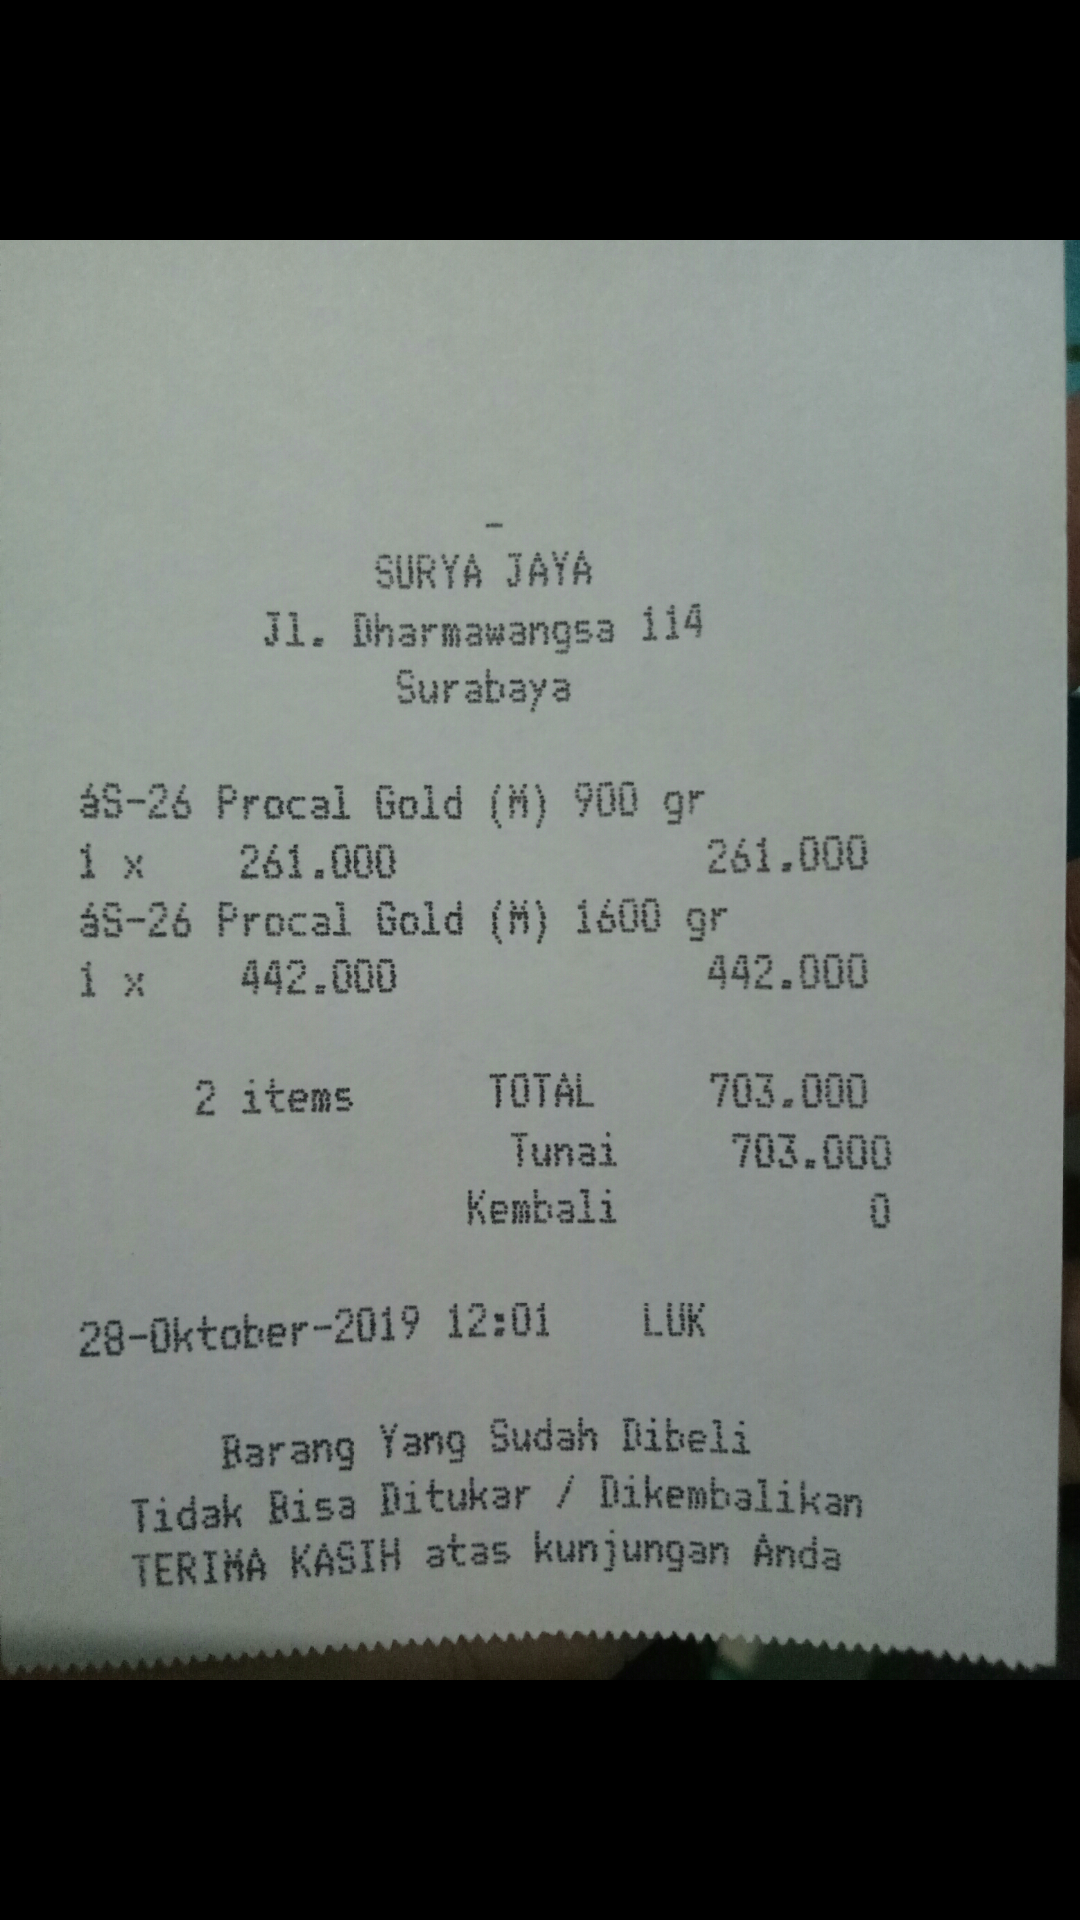 -
SURYA JAYA
Jl. Dharmawangsa 114
Surabaya
áS-26 Procal Gold (M) 900 gr
1 x 261.000 261.000
áS-26 Procal Gold (M) 1600 gr
1 x 442.000 442.000
2 items TOTAL 703.000
Tunai 703.000
Kembali 0
28-Oktober-2019 12:01 LUK
Barang Yang Sudah Dibeli
Tidak Bisa Ditukar / Dikembalikan
TERIMA KASIH atas kunjungan Anda